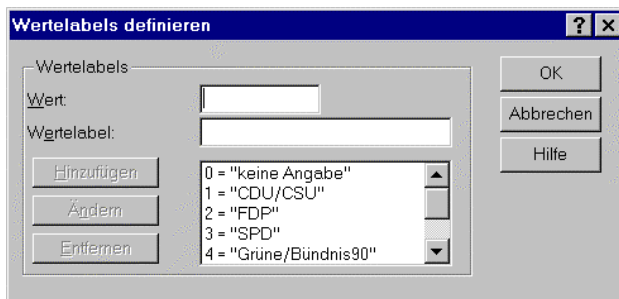 Wertelabels definieren
Wertelabels
Wert:
Wertelabel:
OK
Abbrechen
Hilfe
Hinzufügen
Ändern
Entfernen
0 = "keine Angabe"
1 = "CDU/CSU"
2 = "FDP"
3 = "SPD"
4 = "Grüne/Bündnis90"